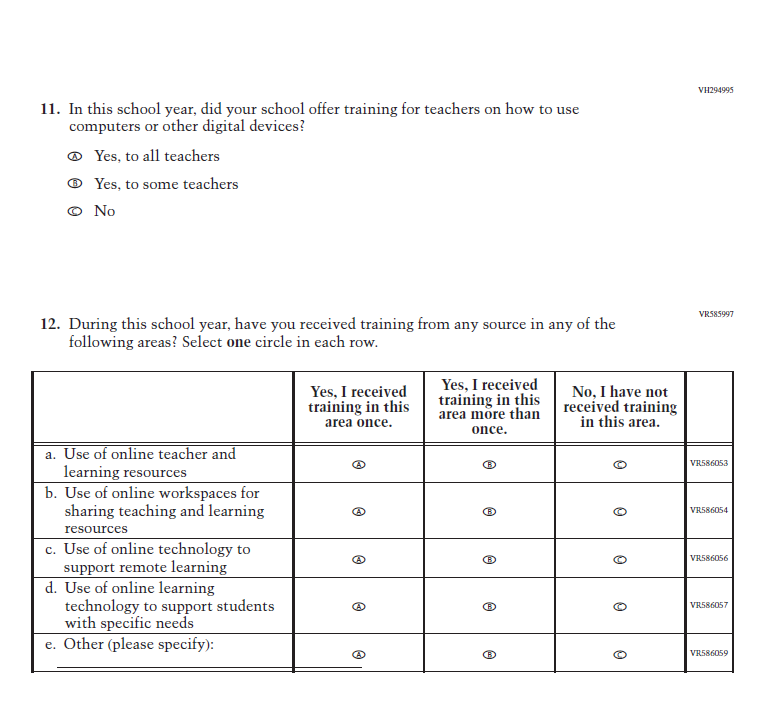 VH294995
11. In this school year, did your school offer training for teachers on how to use
computers or other digital devices?
Ⓐ Yes, to all teachers
Ⓑ Yes, to some teachers
Ⓒ No
VR585997
12. During this school year, have you received training from any source in any of the
following areas? Select one circle in each row.
Yes, I received
training in this
area once.
Yes, I received
training in this
area more than
once.
No, I have not
received training
in this area.
a. Use of online teacher and
learning resources
Ⓐ Ⓑ Ⓒ VR586053
b. Use of online workspaces for
sharing teaching and learning
resources
Ⓐ Ⓑ Ⓒ VR586054
c. Use of online technology to
support remote learning
Ⓐ Ⓑ Ⓒ VR586056
d. Use of online learning
technology to support students
with specific needs
Ⓐ Ⓑ Ⓒ VR586057
e. Other (please specify):
Ⓐ Ⓑ Ⓒ VR586059